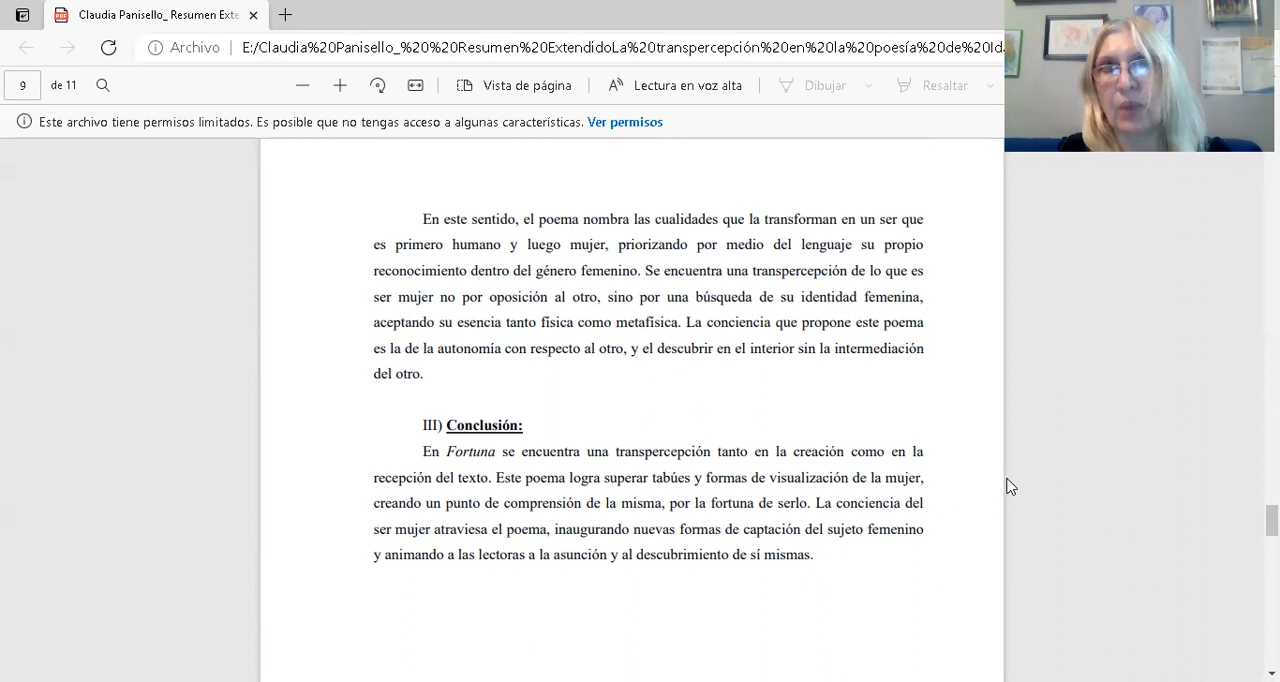 Claudia Panisello_ Resumen Exte
Archivo
E:/Claudia%20Panisello_%20%20Resumen%20ExtendidoLa%20transpercepción%20en%20la%20poesía%20de%20Id
9 de 11
Vista de página
Lectura en voz alta
Dibujar
Resaltar
Este archivo tiene permisos limitados. Es posible que no tengas acceso a algunas características. Ver permisos
En este sentido, el poema nombra las cualidades que la transforman en un ser que
es primero humano y luego mujer, priorizando por medio del lenguaje su propio
reconocimiento dentro del género femenino. Se encuentra una transpercepción de lo que es
ser mujer no por oposición al otro, sino por una búsqueda de su identidad femenina,
aceptando su esencia tanto física como metafísica. La conciencia que propone este poema
es la de la autonomía con respecto al otro, y el descubrir en el interior sin la intermediación
del otro.
III) Conclusión:
En Fortuna se encuentra una transpercepción tanto en la creación como en la
recepción del texto. Este poema logra superar tabúes y formas de visualización de la mujer,
creando un punto de comprensión de la misma, por la fortuna de serlo. La conciencia del
ser mujer atraviesa el poema, inaugurando nuevas formas de captación del sujeto femenino
y animando a las lectoras a la asunción y al descubrimiento de sí mismas.